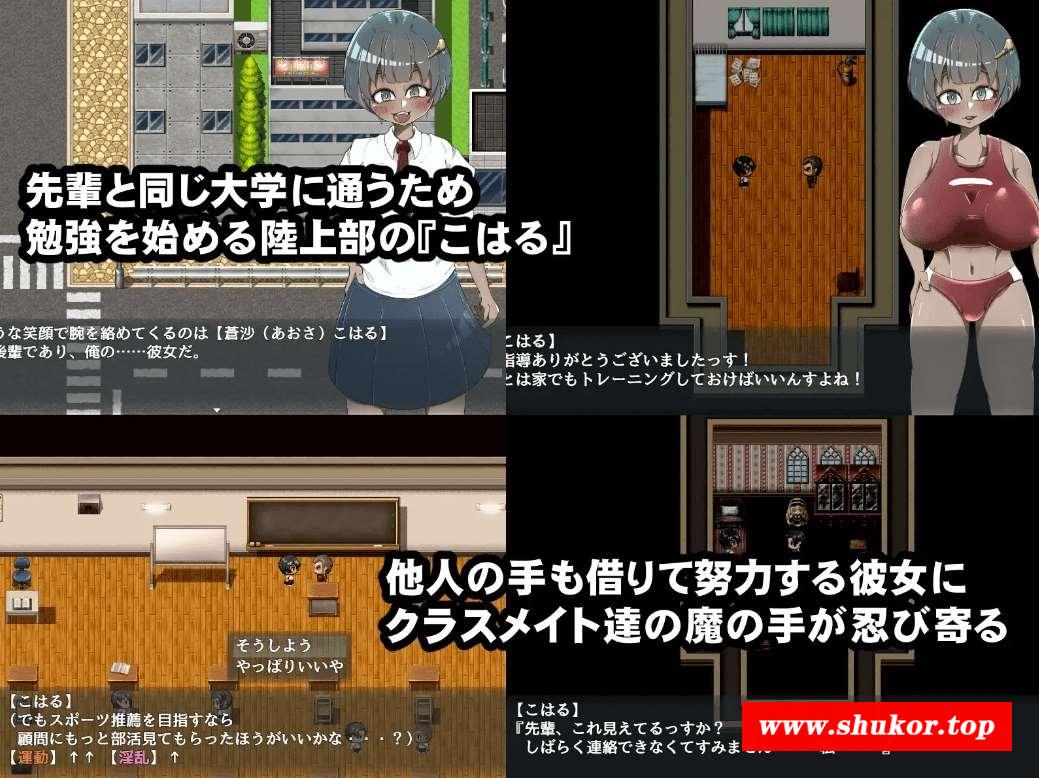 先輩と同じ大学に通うため
勉強を始める陸上部の『こはる』
うな笑顔で腕を絡めてくるのは【蒼沙（あおさ）こはる】
後輩であり、俺の……彼女だ。
こはる】
指導ありがとうございましたっす！
とは家でもトレーニングしておけばいいんすよね！
他人の手も借りて努力する彼女に
クラスメイト達の魔の手が忍び寄る
そうしよう
やっぱりいいや
【こはる】
（でもスポーツ推薦を目指すなら
顧問にもっと部活見てもらったほうがいいかな・・・？）
【運動】↑↑【淫乱】↑
【こはる】
『先輩、これ見えてるっすか？
しばらく連絡できなくてすみませ
www.shukor.top